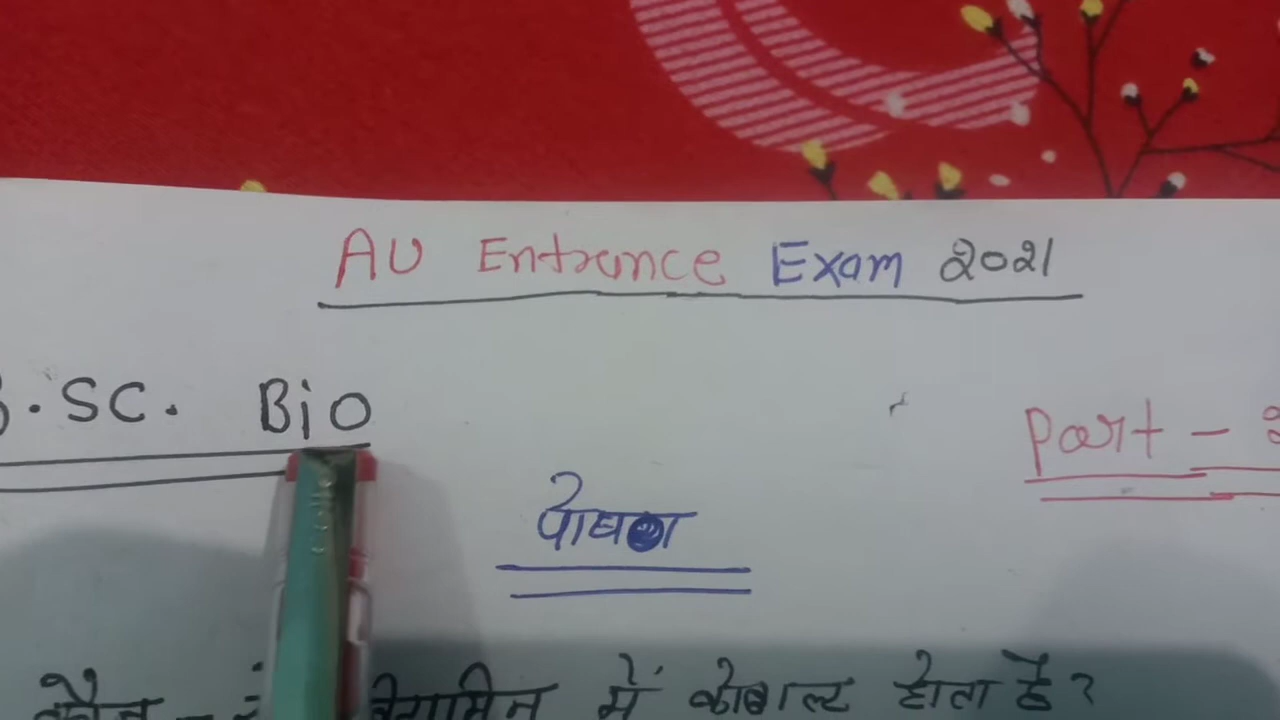 AU Entrance Exam 2021
B.SC. Bio
Part -
पोषण
कौन - विटामिन में कोबाल्ट होता है?